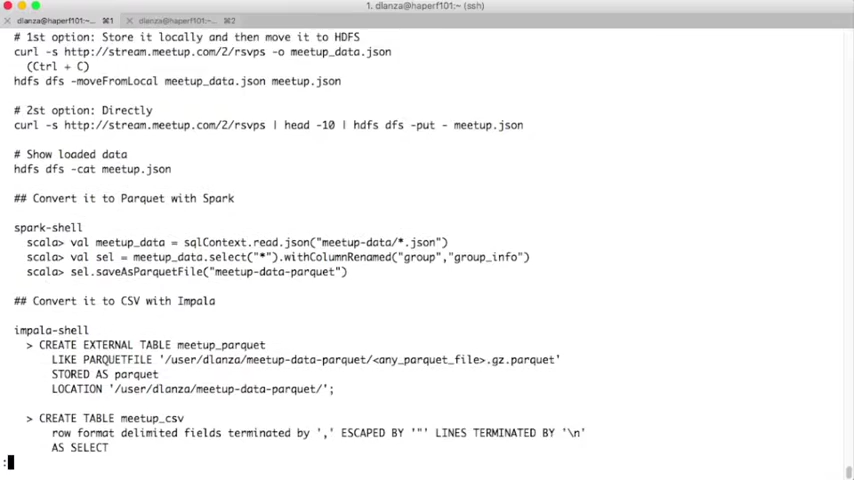 1. dlanza@haperf101:~ (ssh)
dlanza@haperf101:~... ⌘1
dlanza@haperf101:~... ⌘2
# 1st option: Store it locally and then move it to HDFS
curl -s http://stream.meetup.com/2/rsvps -o meetup_data.json
(Ctrl + C)
hdfs dfs -moveFromLocal meetup_data.json meetup.json
# 2st option: Directly
curl -s http://stream.meetup.com/2/rsvps | head -10 | hdfs dfs -put - meetup.json
# Show loaded data
hdfs dfs -cat meetup.json
## Convert it to Parquet with Spark
spark-shell
scala> val meetup_data = sqlContext.read.json("meetup-data/*.json")
scala> val sel = meetup_data.select("*").withColumnRenamed("group","group_info")
scala> sel.saveAsParquetFile("meetup-data-parquet")
## Convert it to CSV with Impala
impala-shell
> CREATE EXTERNAL TABLE meetup_parquet
LIKE PARQUETFILE '/user/dlanza/meetup-data-parquet/<any_parquet_file>.gz.parquet'
STORED AS parquet
LOCATION '/user/dlanza/meetup-data-parquet/';
> CREATE TABLE meetup_csv
row format delimited fields terminated by ',' ESCAPED BY '"' LINES TERMINATED BY '\n'
AS SELECT
: